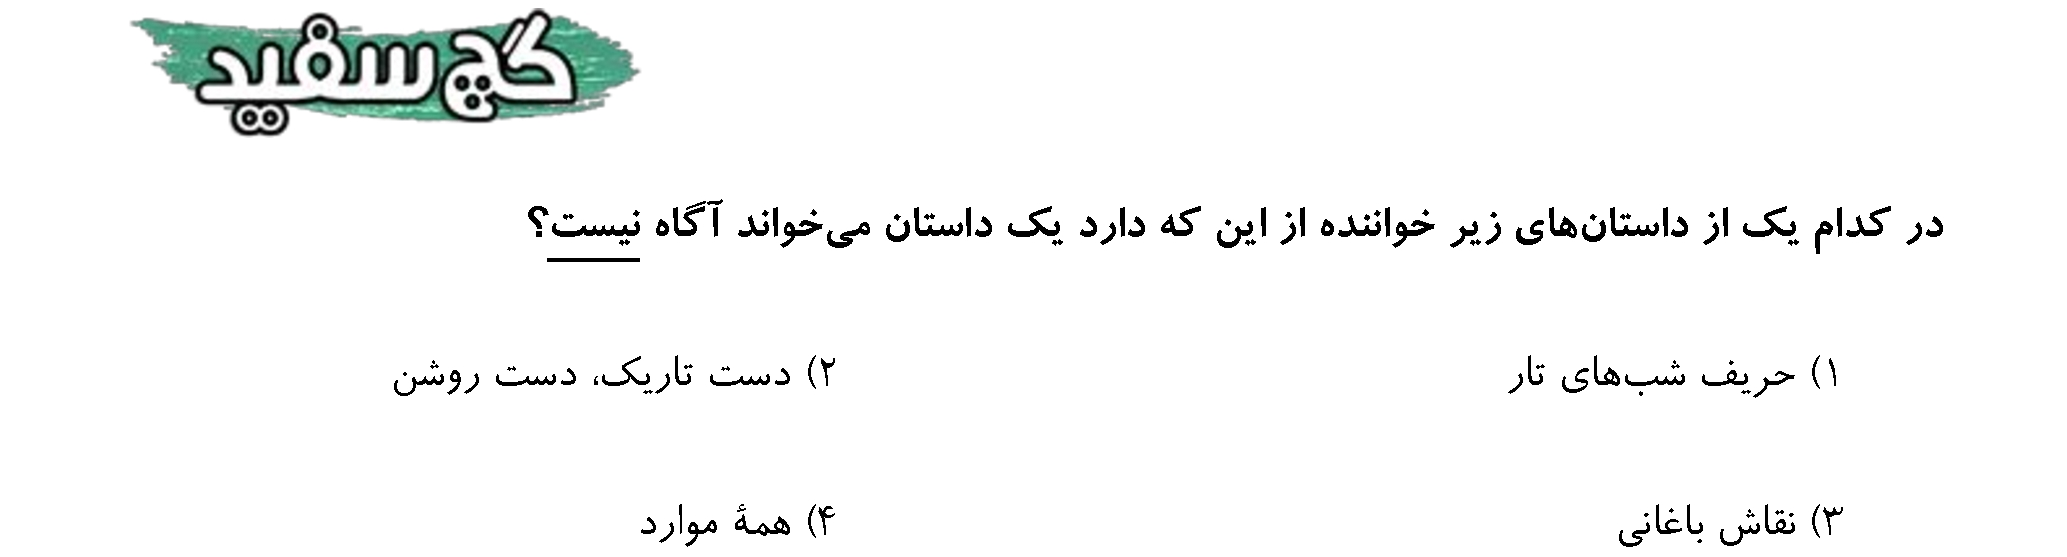 گچ سفید
در کدام یک از داستان‌های زیر خواننده از این که دارد یک داستان می‌خواند آگاه نیست؟
۱) حریف شب‌های تار
۲) دست تاریک، دست روشن
۳) نقاش باغانی
۴) همهٔ موارد